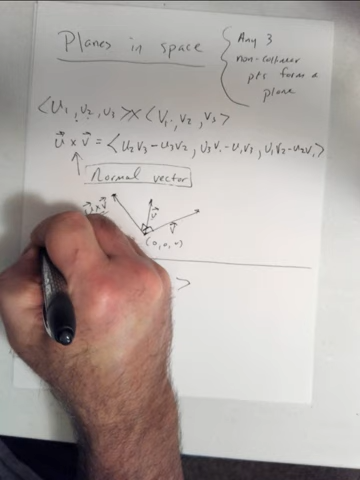 Planes in space
Any 3
non-collinear
pts form a
plane
<U₁, U₂, U₃> X <V₁, V₂, V₃>
u⃗ x v⃗ = <U₂V₃ - U₃V₂, U₃V₁ - U₁V₃, U₁V₂ - U₂V₁>
Normal vector
u⃗ x v⃗
v⃗
(0,0,0)
>